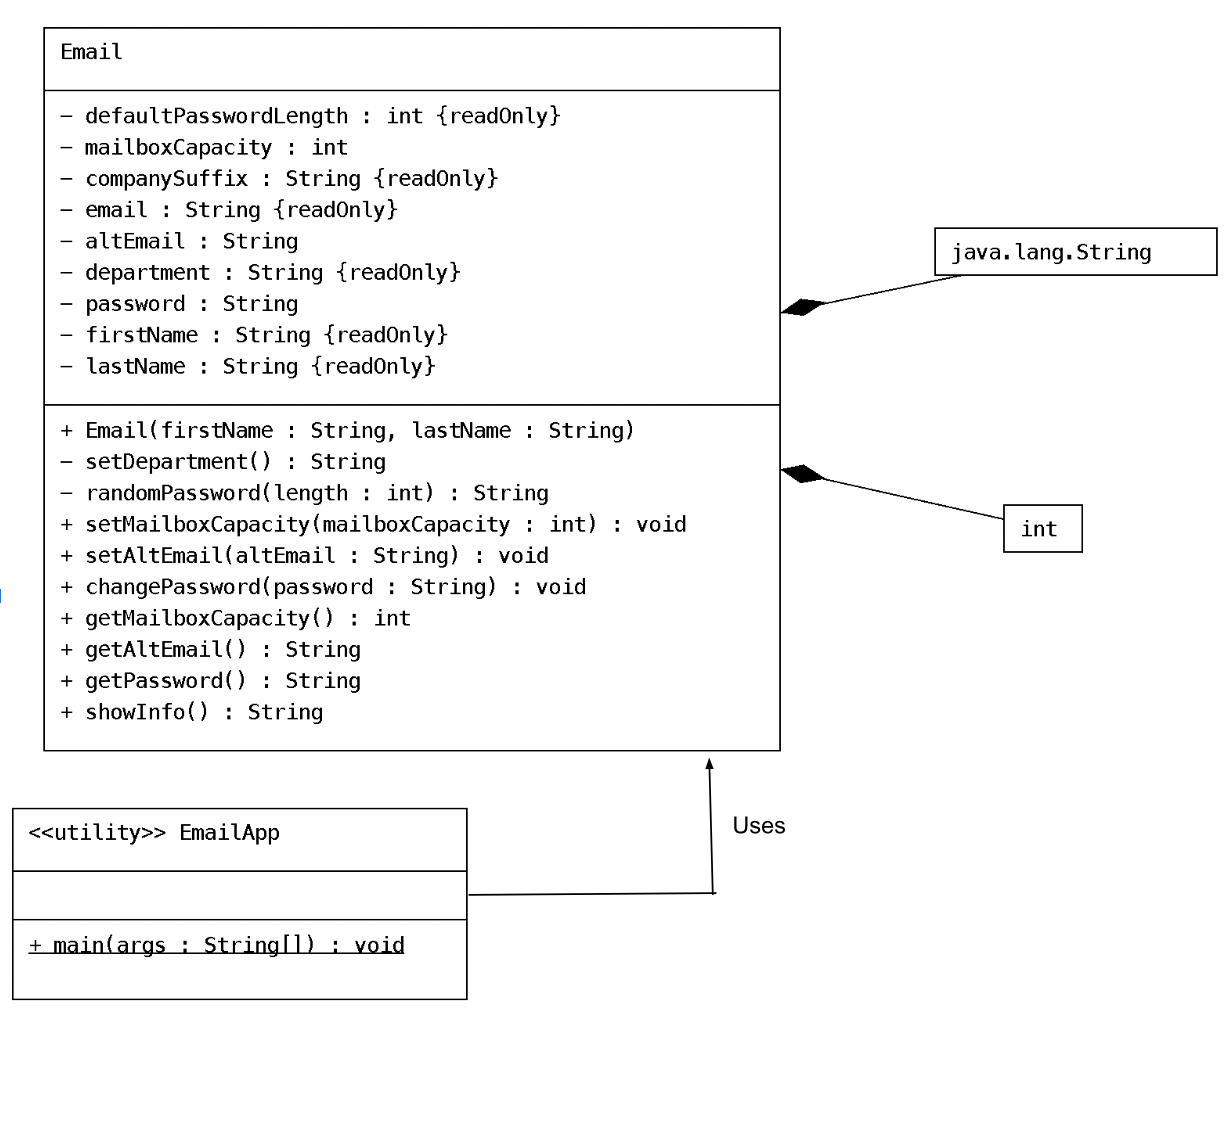 Email
− defaultPasswordLength : int {readOnly}
− mailboxCapacity : int
− companySuffix : String {readOnly}
− email : String {readOnly}
− altEmail : String
− department : String {readOnly}
− password : String
− firstName : String {readOnly}
− lastName : String {readOnly}
+ Email(firstName : String, lastName : String)
− setDepartment() : String
− randomPassword(length : int) : String
+ setMailboxCapacity(mailboxCapacity : int) : void
+ setAltEmail(altEmail : String) : void
+ changePassword(password : String) : void
+ getMailboxCapacity() : int
+ getAltEmail() : String
+ getPassword() : String
+ showInfo() : String
java.lang.String
int
Uses
<<utility>> EmailApp
+ main(args : String[]) : void